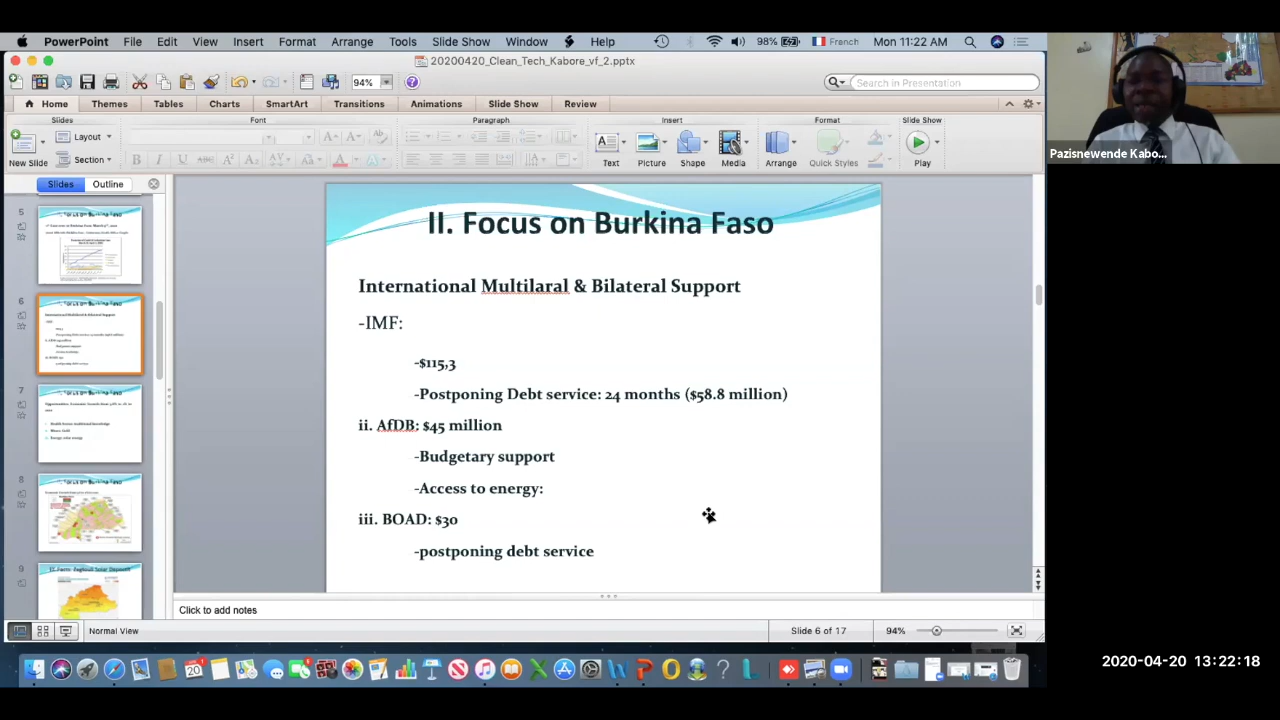 PowerPoint File Edit View Insert Format Arrange Tools Slide Show Window Help 98% French Mon 11:22 AM
20200420_Clean_Tech_Kabore_vf_2.pptx
94% Search in Presentation
Home Themes Tables Charts SmartArt Transitions Animations Slide Show Review
Slides Font Paragraph Insert Format Slide Show
New Slide Layout Section Text Picture Shape Media Arrange Quick Styles Play
Pazisnewende Kabo...
Slides Outline
5
6
7
8
9
II. Focus on Burkina Faso
International Multilaral & Bilateral Support
-IMF:
-$115,3
-Postponing Debt service: 24 months ($58.8 million)
ii. AfDB: $45 million
-Budgetary support
-Access to energy:
iii. BOAD: $30
-postponing debt service
Click to add notes
Normal View Slide 6 of 17 94%
2020-04-20 13:22:18